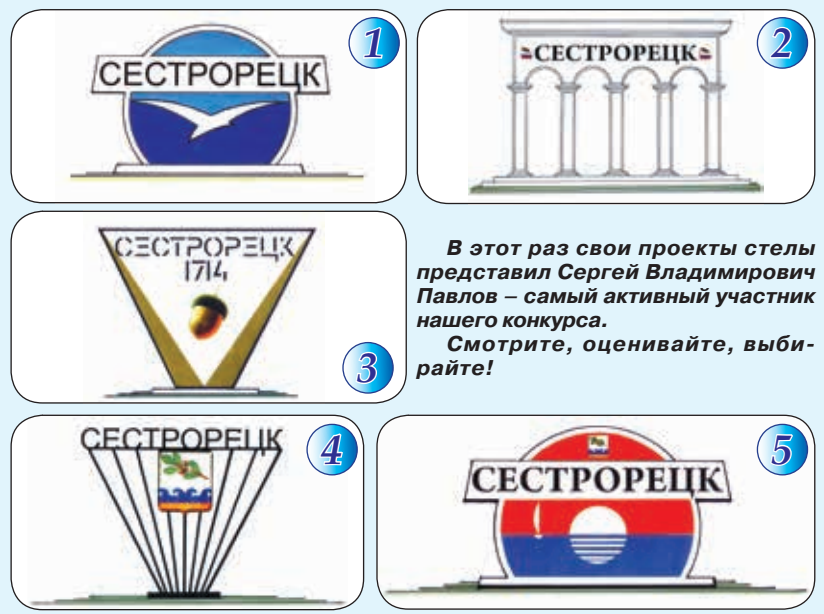 СЕСТРОРЕЦК
1
СЕСТРОРЕЦК
2
СЕСТРОРЕЦК
1714
3
В этот раз свои проекты стелы
представил Сергей Владимирович
Павлов – самый активный участник
нашего конкурса.
Смотрите, оценивайте, выби-
райте!
СЕСТРОРЕЦК
4
СЕСТРОРЕЦК
5